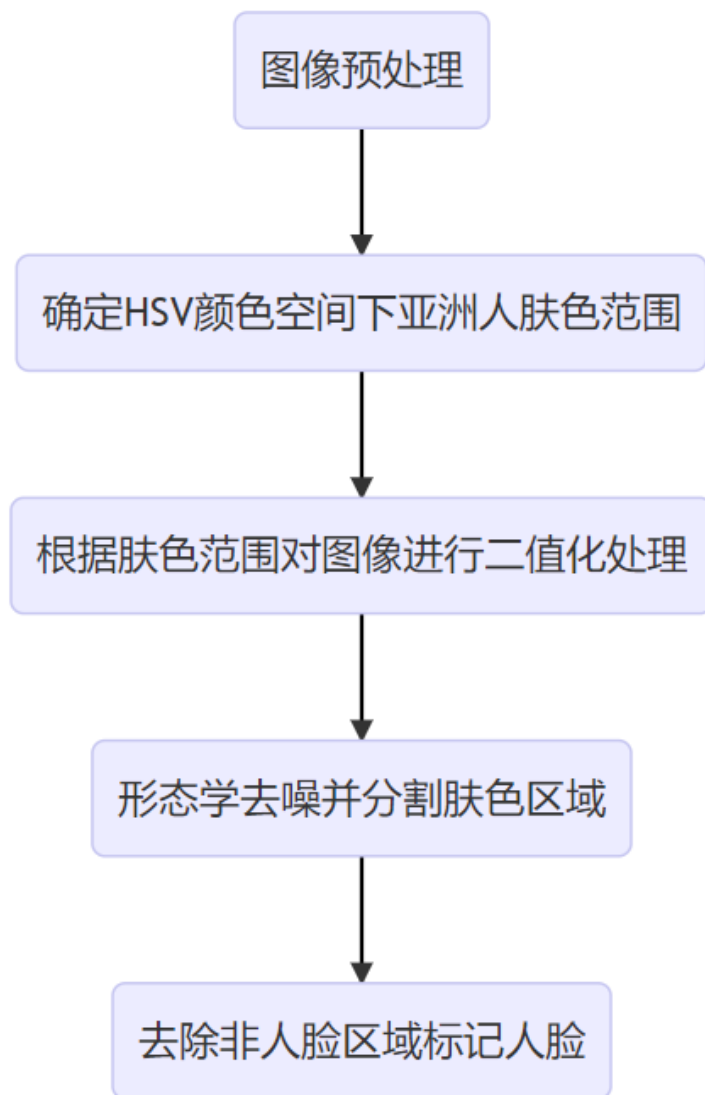 图像预处理
确定HSV颜色空间下亚洲人肤色范围
根据肤色范围对图像进行二值化处理
形态学去噪并分割肤色区域
去除非人脸区域标记人脸